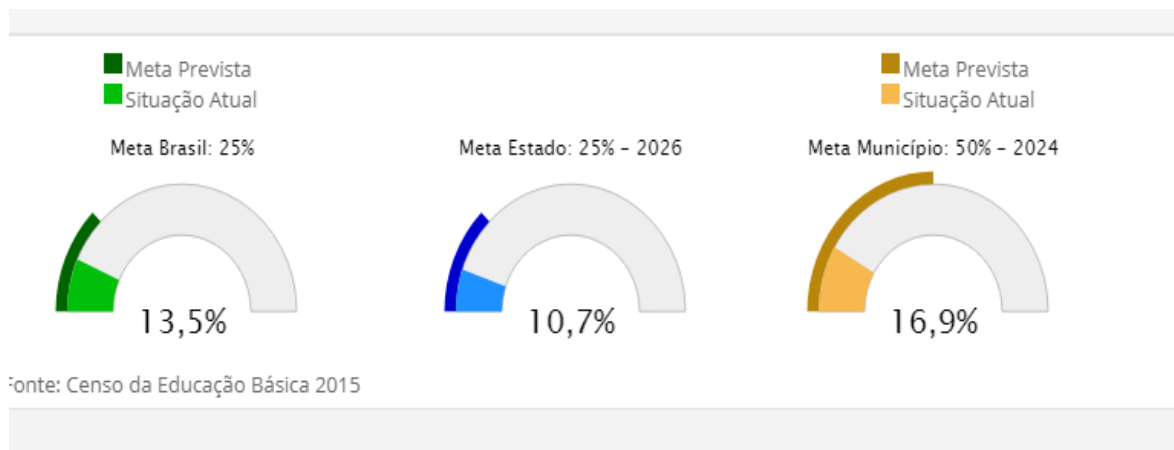 Meta Prevista
Situação Atual
Meta Prevista
Situação Atual
Meta Brasil: 25%
Meta Estado: 25% – 2026
Meta Município: 50% – 2024
13,5%
10,7%
16,9%
Fonte: Censo da Educação Básica 2015